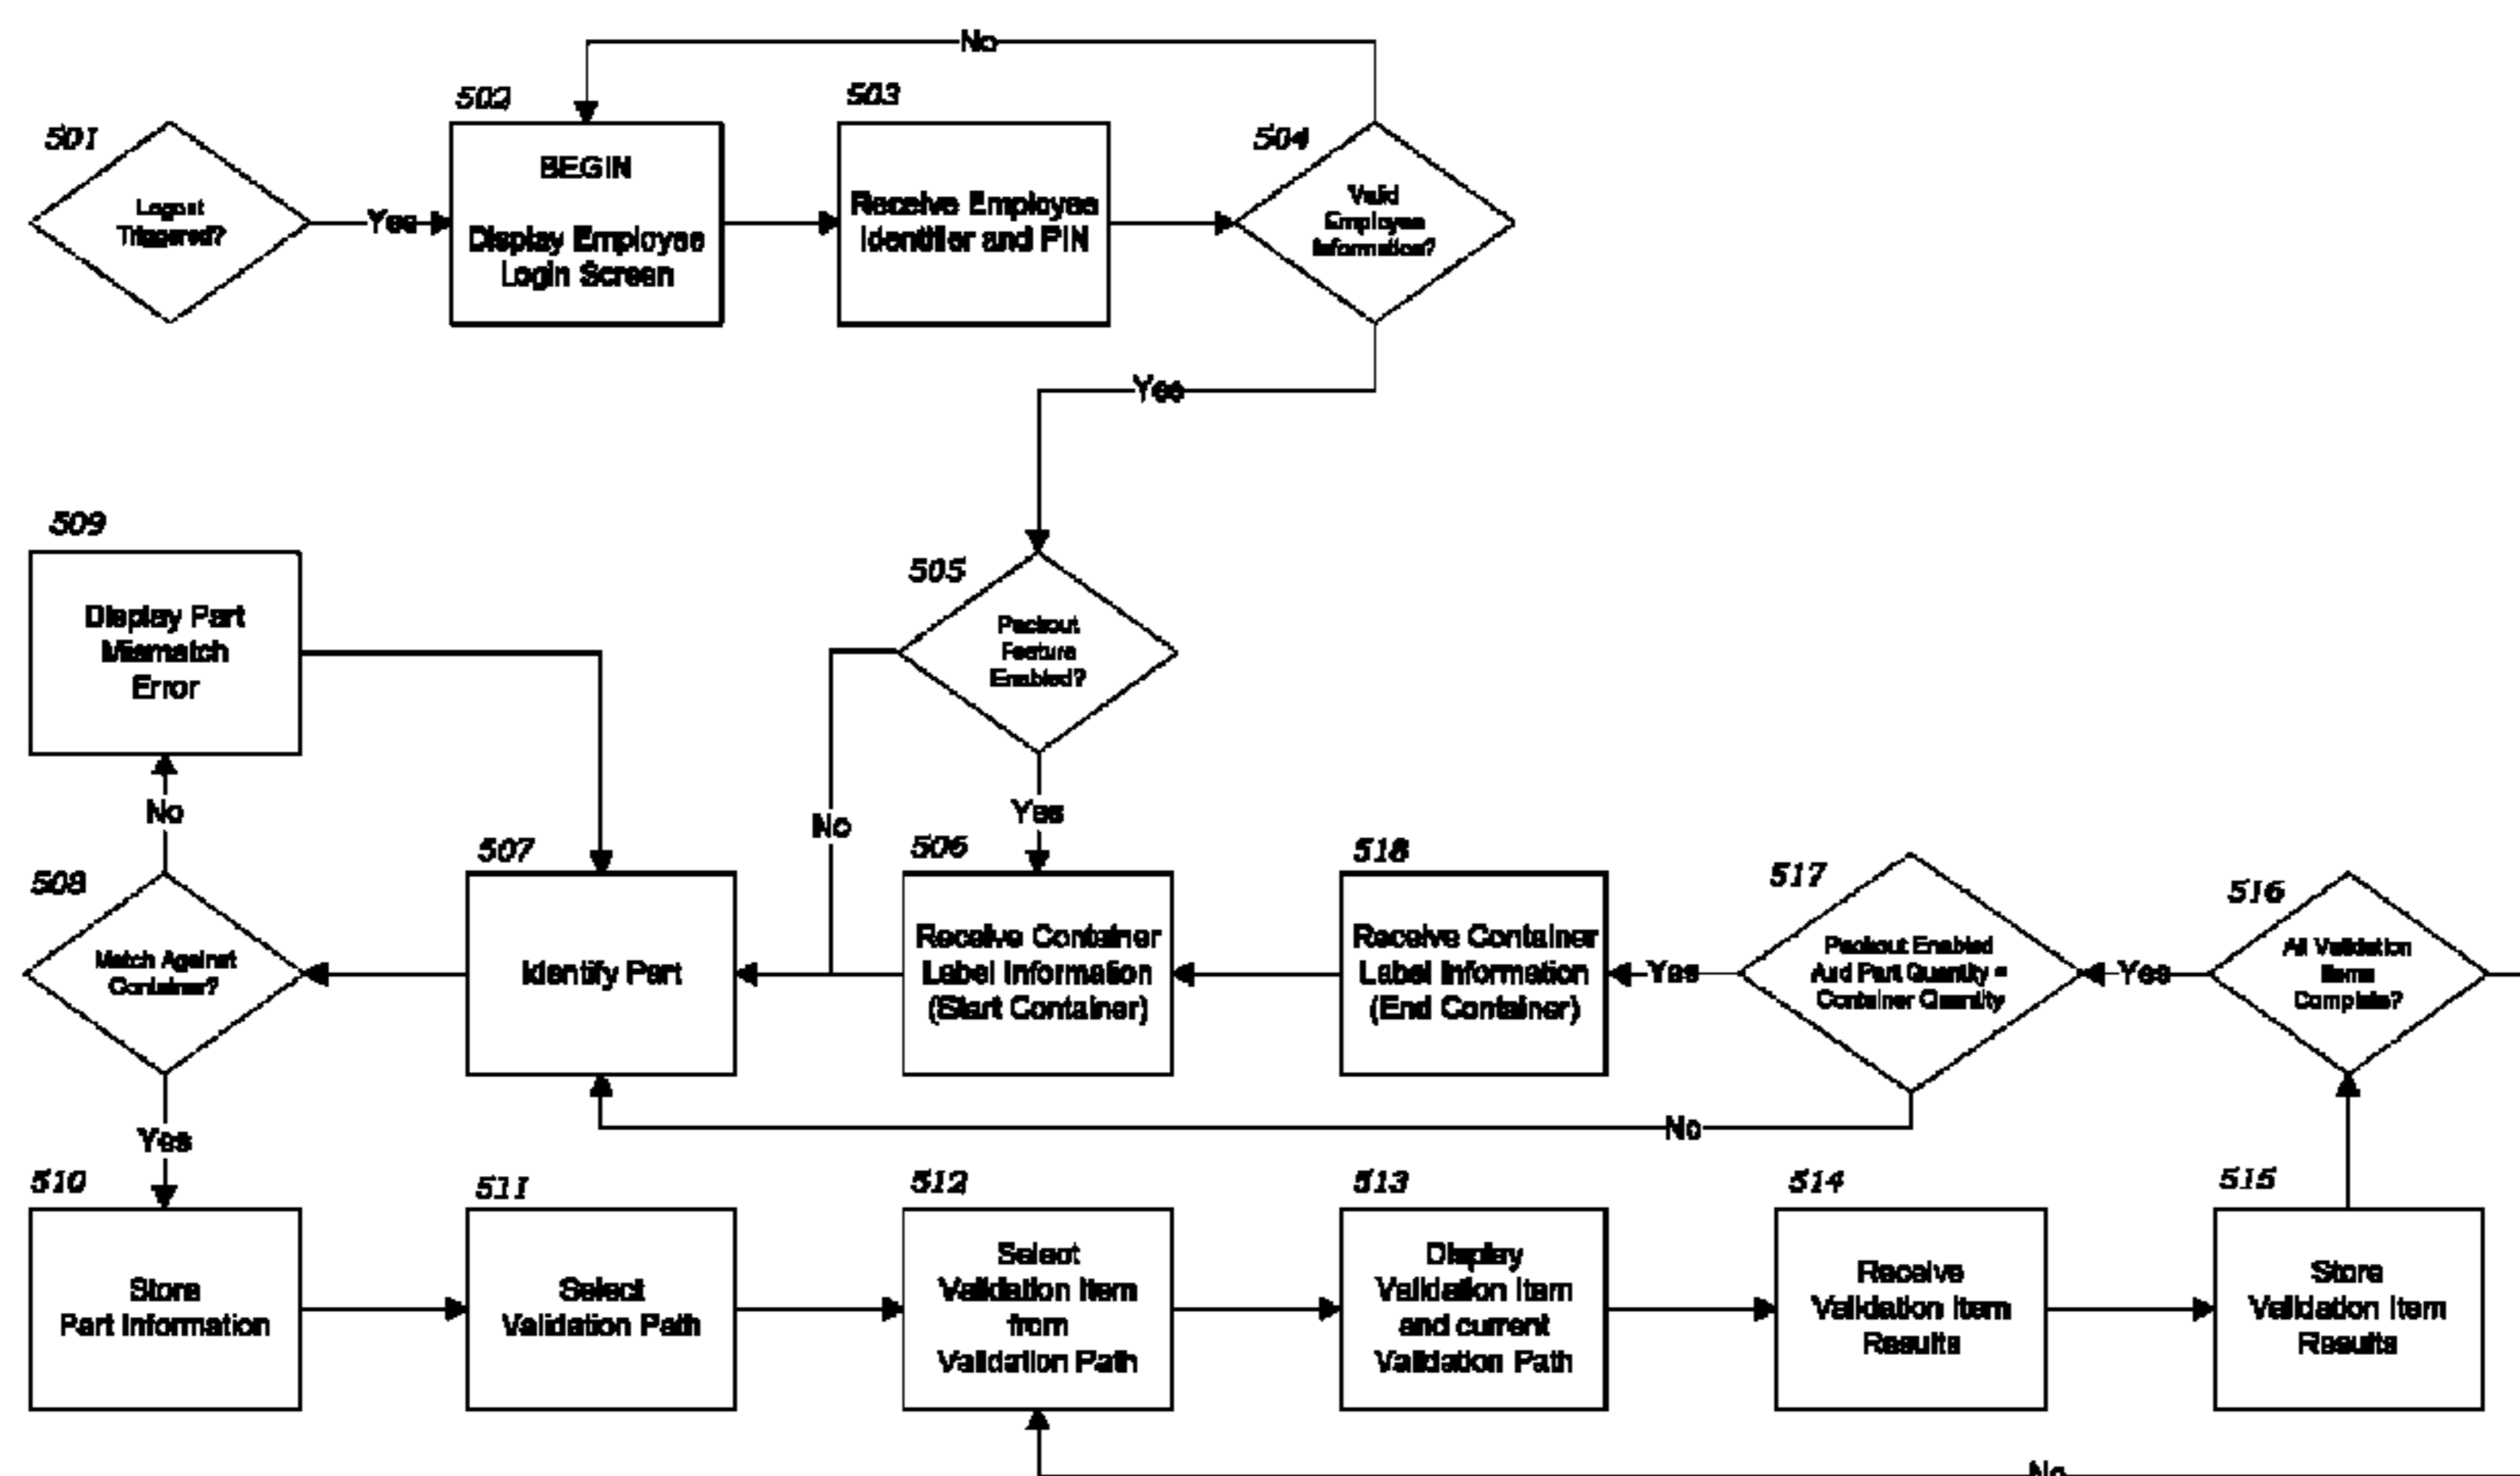 No
501
Logout
Triggered?
Yes
502
BEGIN
Display Employee
Login Screen
503
Receive Employee
Identifier and PIN
504
Valid
Employee
Information?
Yes
505
Packout
Feature
Enabled?
No
Yes
509
Display Part
Mismatch
Error
No
508
Match Against
Container?
Yes
507
Identify Part
506
Receive Container
Label Information
(Start Container)
518
Receive Container
Label Information
(End Container)
Yes
517
Packout Enabled
And Part Quantity =
Container Quantity
No
Yes
516
All Validation
Items
Complete?
510
Store
Part Information
511
Select
Validation Path
512
Select
Validation Item
from
Validation Path
513
Display
Validation Item
and current
Validation Path
514
Receive
Validation Item
Results
515
Store
Validation Item
Results
No